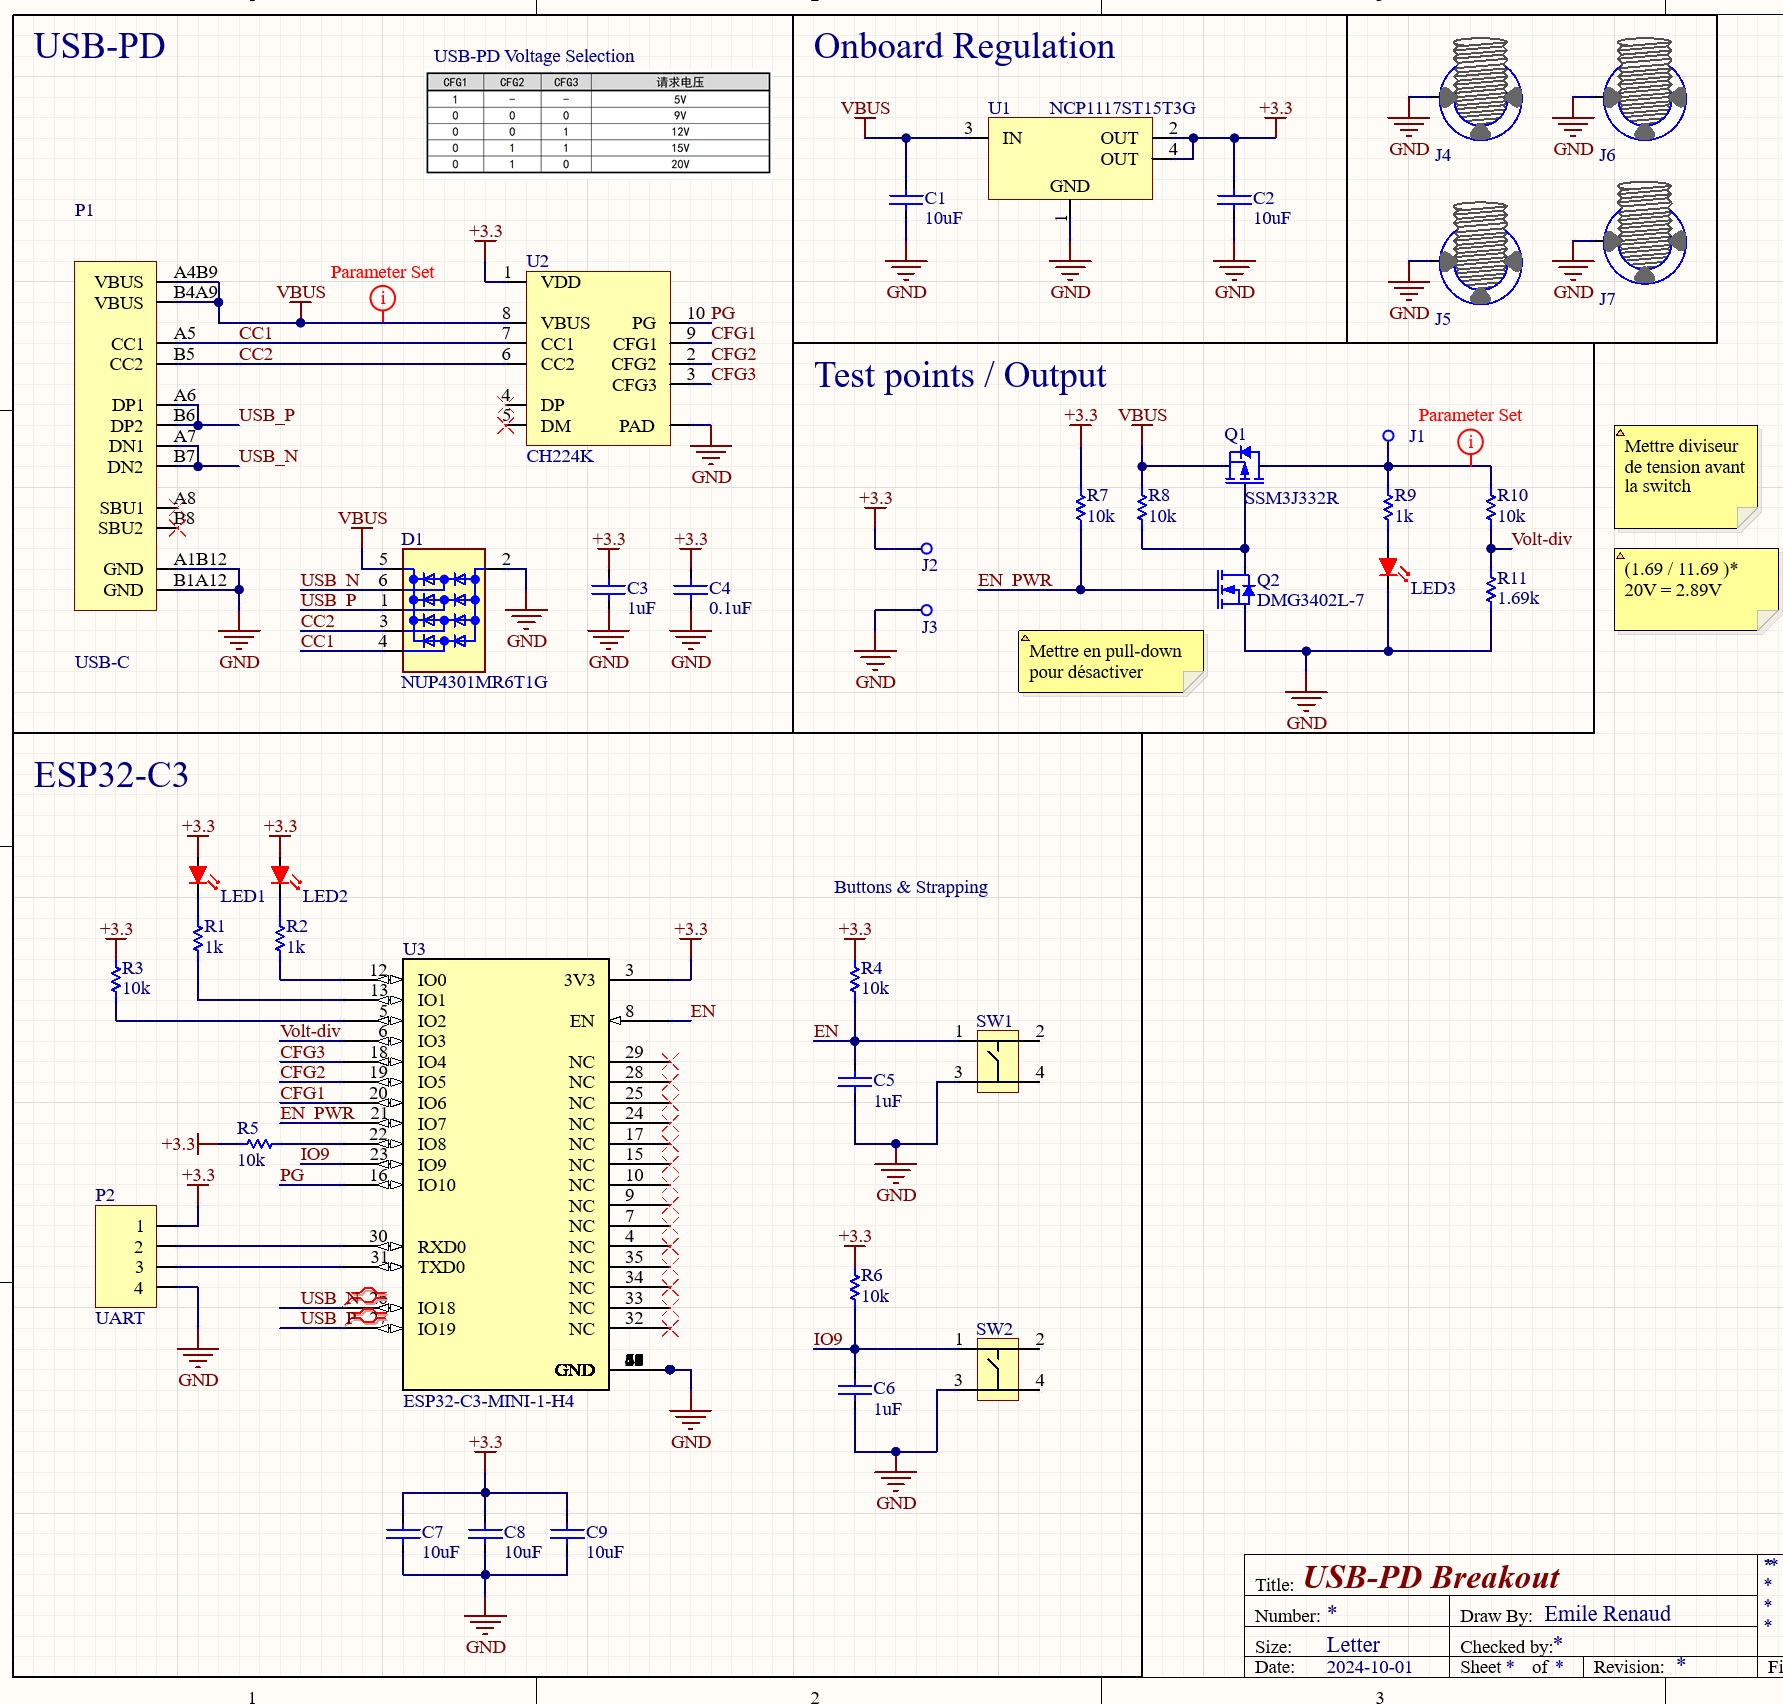 USB-PD
USB-PD Voltage Selection
CFG1 CFG2 CFG3 请求电压
1 - - 5V
0 0 0 9V
0 0 1 12V
0 1 1 15V
0 1 0 20V
P1
VBUS A4B9
VBUS B4A9
CC1 A5 CC1
CC2 B5 CC2
DP1 A6
DP2 B6 USB_P
DN1 A7
DN2 B7 USB_N
SBU1 A8
SBU2 B8
GND A1B12
GND B1A12
GND
USB-C
VBUS
Parameter Set
i
+3.3
U2
1 VDD
8 VBUS
7 CC1
6 CC2
4 DP
5 DM
PG 10 PG
CFG1 9 CFG1
CFG2 2 CFG2
CFG3 3 CFG3
PAD
GND
CH224K
VBUS
D1
5 2
USB_N 6
USB_P 1
CC2 3
CC1 4
GND
NUP4301MR6T1G
+3.3
C3
1uF
GND
+3.3
C4
0.1uF
GND
Onboard Regulation
VBUS
U1 NCP1117ST15T3G
+3.3
3 IN OUT 2
OUT 4
GND
1
C1
10uF
C2
10uF
GND GND GND
GND J4
GND J6
GND J5
GND J7
Test points / Output
+3.3
J2
J3
GND
+3.3 VBUS
Q1
SSM3J332R
J1
Parameter Set
i
R7
10k
R8
10k
R9
1k
R10
10k
Volt-div
EN_PWR
Q2
DMG3402L-7
LED3
R11
1.69k
GND
Mettre en pull-down
pour désactiver
Mettre diviseur
de tension avant
la switch
(1.69 / 11.69 )*
20V = 2.89V
ESP32-C3
+3.3 +3.3
LED1 LED2
+3.3
R1
1k
R2
1k
R3
10k
U3
12 IO0
13 IO1
5 IO2
Volt-div 6 IO3
CFG3 18 IO4
CFG2 19 IO5
CFG1 20 IO6
EN_PWR 21 IO7
+3.3 R5 10k 22 IO8
IO9 23 IO9
PG 16 IO10
30 RXD0
31 TXD0
USB_N IO18
USB_P IO19
3V3 3
+3.3
EN 8 EN
NC 29
NC 28
NC 25
NC 24
NC 17
NC 15
NC 10
NC 9
NC 7
NC 4
NC 35
NC 34
NC 33
NC 32
GND
GND
ESP32-C3-MINI-1-H4
+3.3
P2
1
2
3
4
UART
GND
+3.3
C7
10uF
C8
10uF
C9
10uF
GND
Buttons & Strapping
+3.3
R4
10k
EN
SW1
1 2
3 4
C5
1uF
GND
+3.3
R6
10k
IO9
SW2
1 2
3 4
C6
1uF
GND
Title: USB-PD Breakout
Number: * Draw By: Emile Renaud
Size: Letter Checked by:*
Date: 2024-10-01 Sheet * of * Revision: *
1 2 3